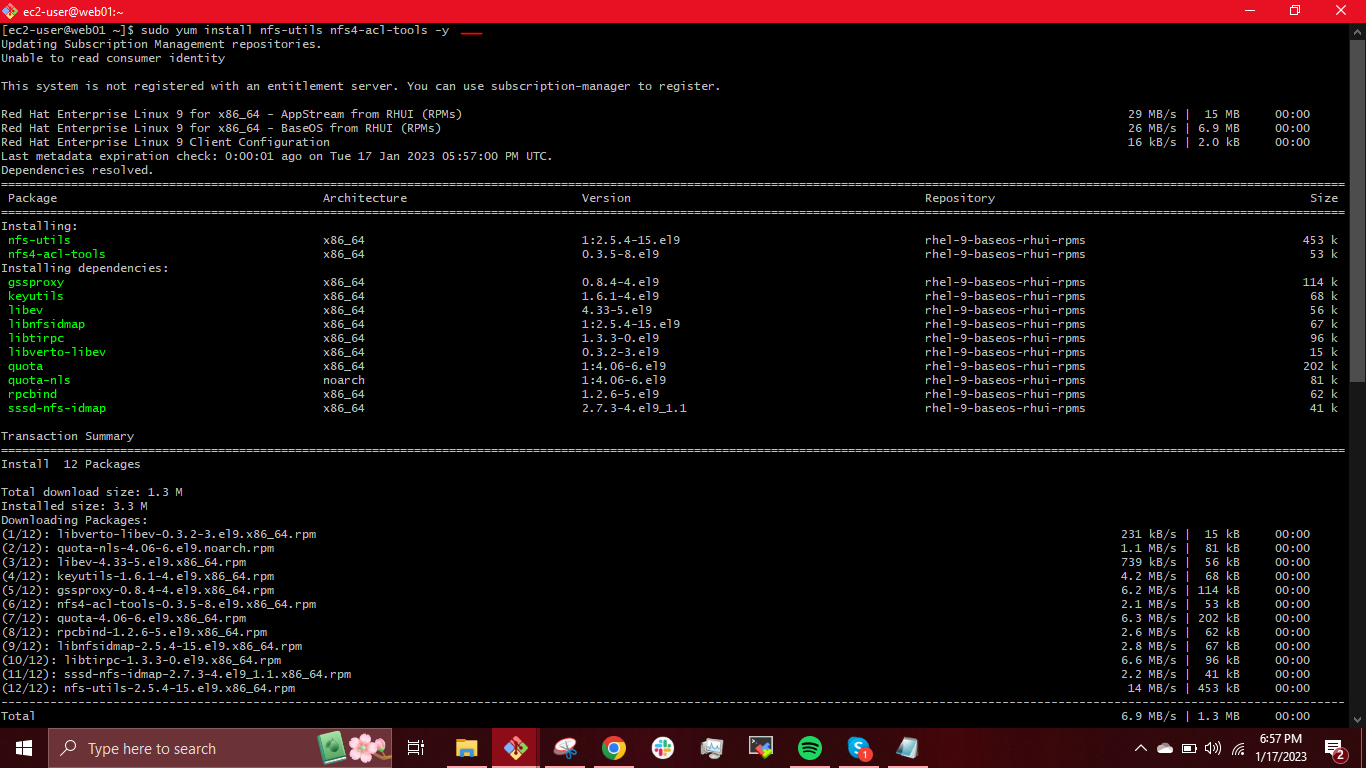 ec2-user@web01:~
[ec2-user@web01 ~]$ sudo yum install nfs-utils nfs4-acl-tools -y
Updating Subscription Management repositories.
Unable to read consumer identity
This system is not registered with an entitlement server. You can use subscription-manager to register.
Red Hat Enterprise Linux 9 for x86_64 - AppStream from RHUI (RPMs) 29 MB/s | 15 MB 00:00
Red Hat Enterprise Linux 9 for x86_64 - BaseOS from RHUI (RPMs) 26 MB/s | 6.9 MB 00:00
Red Hat Enterprise Linux 9 Client Configuration 16 kB/s | 2.0 kB 00:00
Last metadata expiration check: 0:00:01 ago on Tue 17 Jan 2023 05:57:00 PM UTC.
Dependencies resolved.
Package Architecture Version Repository Size
Installing:
nfs-utils x86_64 1:2.5.4-15.el9 rhel-9-baseos-rhui-rpms 453 k
nfs4-acl-tools x86_64 0.3.5-8.el9 rhel-9-baseos-rhui-rpms 53 k
Installing dependencies:
gssproxy x86_64 0.8.4-4.el9 rhel-9-baseos-rhui-rpms 114 k
keyutils x86_64 1.6.1-4.el9 rhel-9-baseos-rhui-rpms 68 k
libev x86_64 4.33-5.el9 rhel-9-baseos-rhui-rpms 56 k
libnfsidmap x86_64 1:2.5.4-15.el9 rhel-9-baseos-rhui-rpms 67 k
libtirpc x86_64 1.3.3-0.el9 rhel-9-baseos-rhui-rpms 96 k
libverto-libev x86_64 0.3.2-3.el9 rhel-9-baseos-rhui-rpms 15 k
quota x86_64 1:4.06-6.el9 rhel-9-baseos-rhui-rpms 202 k
quota-nls noarch 1:4.06-6.el9 rhel-9-baseos-rhui-rpms 81 k
rpcbind x86_64 1.2.6-5.el9 rhel-9-baseos-rhui-rpms 62 k
sssd-nfs-idmap x86_64 2.7.3-4.el9_1.1 rhel-9-baseos-rhui-rpms 41 k
Transaction Summary
Install 12 Packages
Total download size: 1.3 M
Installed size: 3.3 M
Downloading Packages:
(1/12): libverto-libev-0.3.2-3.el9.x86_64.rpm 231 kB/s | 15 kB 00:00
(2/12): quota-nls-4.06-6.el9.noarch.rpm 1.1 MB/s | 81 kB 00:00
(3/12): libev-4.33-5.el9.x86_64.rpm 739 kB/s | 56 kB 00:00
(4/12): keyutils-1.6.1-4.el9.x86_64.rpm 4.2 MB/s | 68 kB 00:00
(5/12): gssproxy-0.8.4-4.el9.x86_64.rpm 6.2 MB/s | 114 kB 00:00
(6/12): nfs4-acl-tools-0.3.5-8.el9.x86_64.rpm 2.1 MB/s | 53 kB 00:00
(7/12): quota-4.06-6.el9.x86_64.rpm 6.3 MB/s | 202 kB 00:00
(8/12): rpcbind-1.2.6-5.el9.x86_64.rpm 2.6 MB/s | 62 kB 00:00
(9/12): libnfsidmap-2.5.4-15.el9.x86_64.rpm 2.8 MB/s | 67 kB 00:00
(10/12): libtirpc-1.3.3-0.el9.x86_64.rpm 6.6 MB/s | 96 kB 00:00
(11/12): sssd-nfs-idmap-2.7.3-4.el9_1.1.x86_64.rpm 2.2 MB/s | 41 kB 00:00
(12/12): nfs-utils-2.5.4-15.el9.x86_64.rpm 14 MB/s | 453 kB 00:00
Total 6.9 MB/s | 1.3 MB 00:00
Type here to search
1
6:57 PM
1/17/2023
2